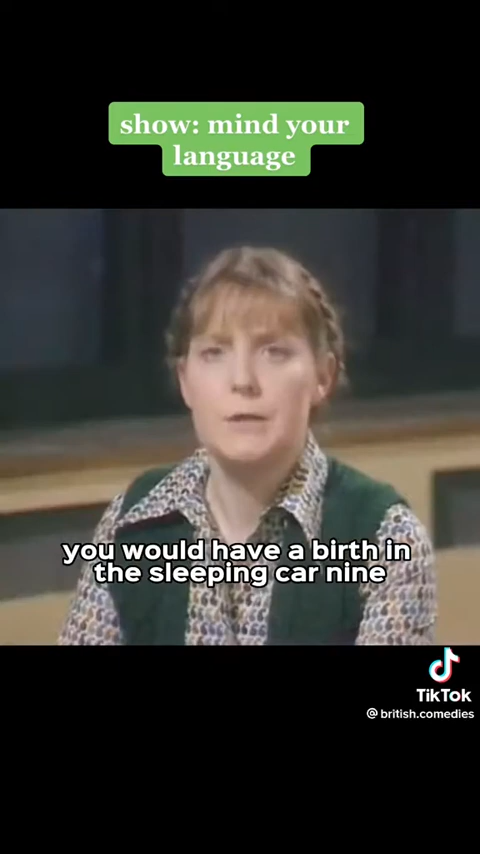 show: mind your
language
you would have a birth in
the sleeping car nine
TikTok
@british.comedies